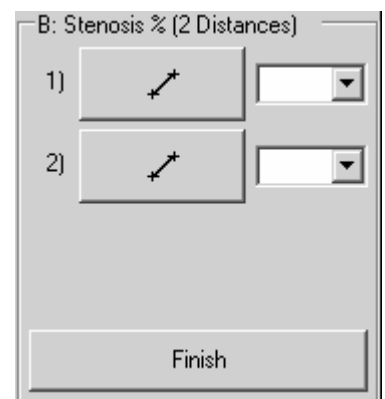 B: Stenosis % (2 Distances)
1)
2)
Finish